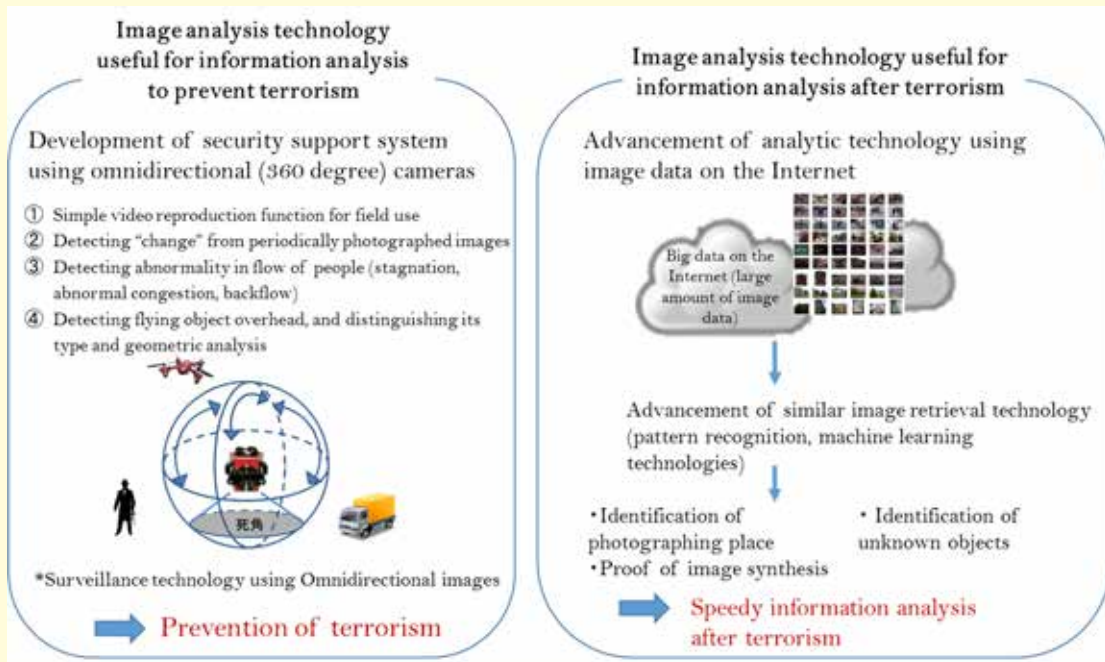 Image analysis technology
useful for information analysis
to prevent terrorism
Development of security support system
using omnidirectional (360 degree) cameras
① Simple video reproduction function for field use
② Detecting “change” from periodically photographed images
③ Detecting abnormality in flow of people (stagnation,
abnormal congestion, backflow)
④ Detecting flying object overhead, and distinguishing its
type and geometric analysis
死角
*Surveillance technology using Omnidirectional images
Prevention of terrorism
Image analysis technology useful for
information analysis after terrorism
Advancement of analytic technology using
image data on the Internet
Big data on the
Internet (large
amount of image
data)
Advancement of similar image retrieval technology
(pattern recognition, machine learning
technologies)
・Identification of
photographing place
・Proof of image synthesis
・Identification of
unknown objects
Speedy information analysis
after terrorism